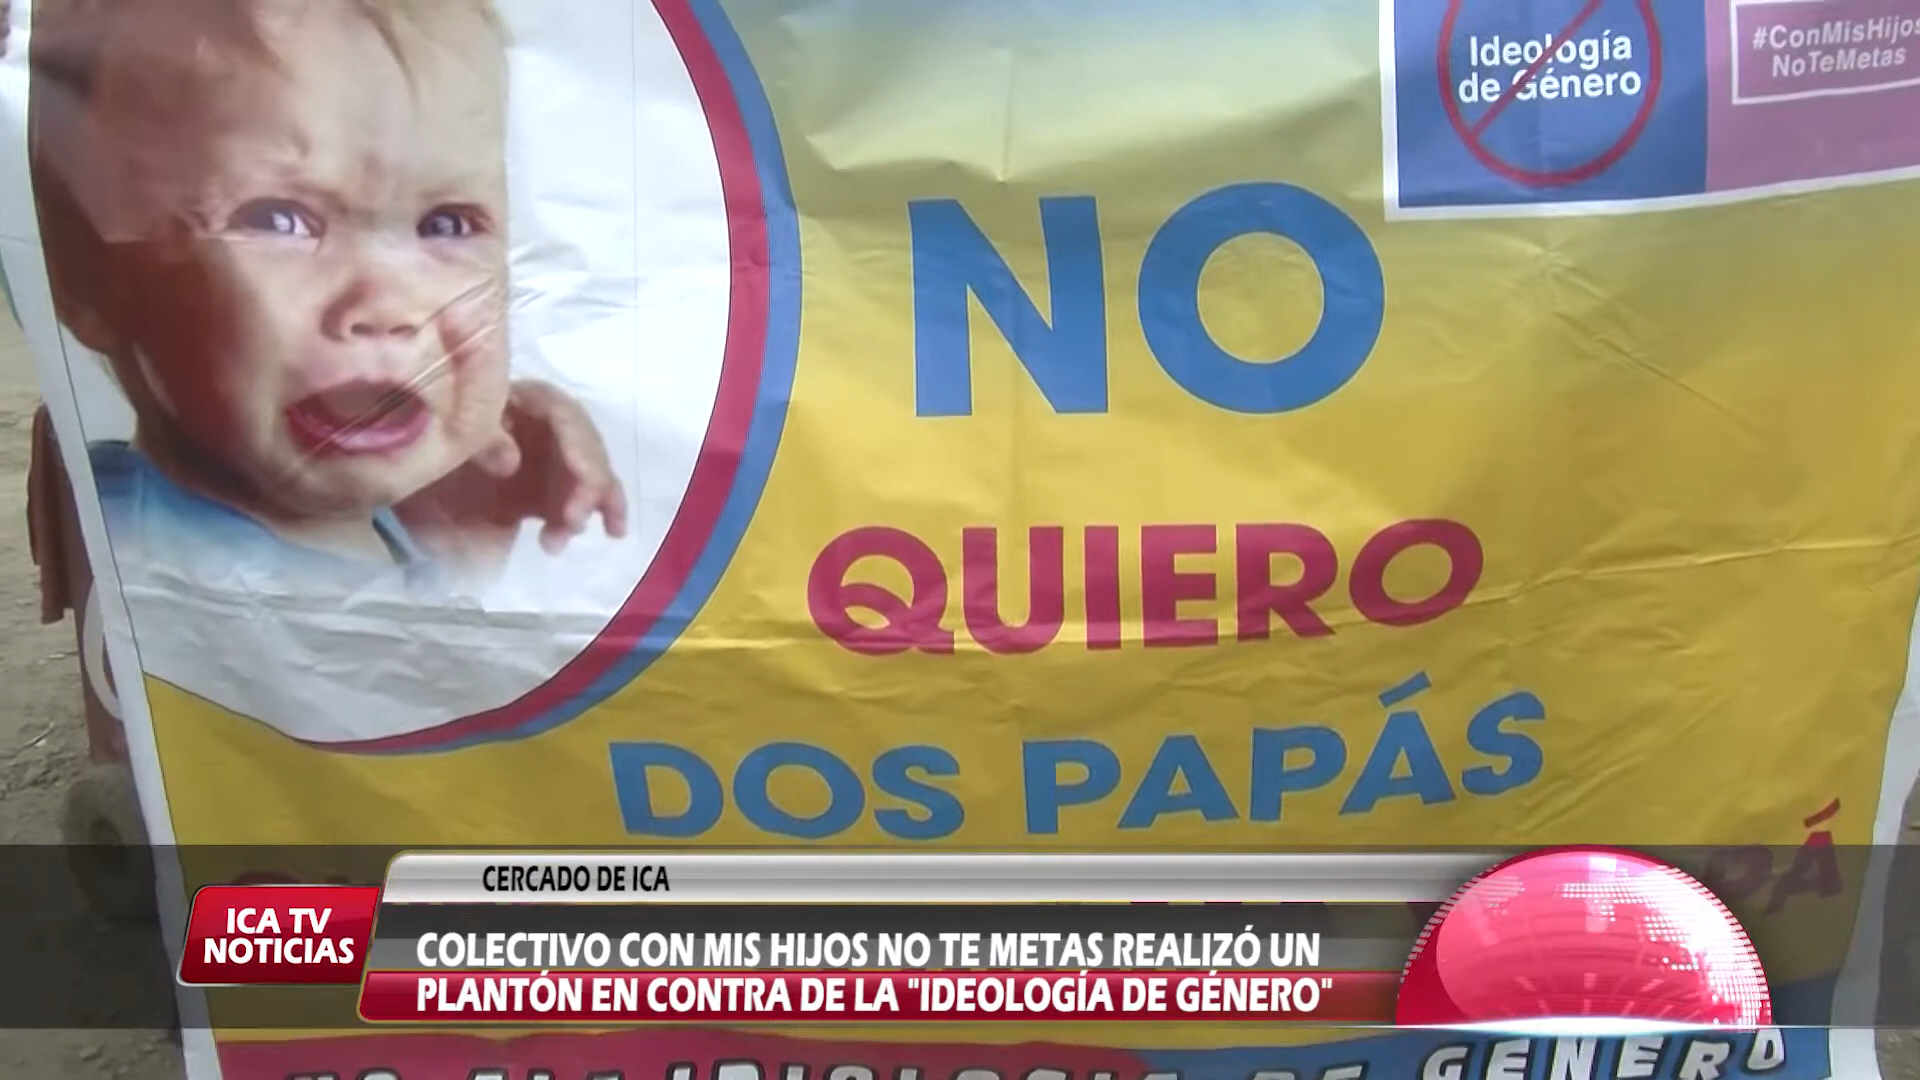 Ideología
de Género
#ConMisHijos
NoTeMetas
NO
QUIERO
DOS PAPÁS
CERCADO DE ICA
ICA TV
NOTICIAS
COLECTIVO CON MIS HIJOS NO TE METAS REALIZÓ UN
PLANTÓN EN CONTRA DE LA "IDEOLOGÍA DE GÉNERO"
GÉNERO